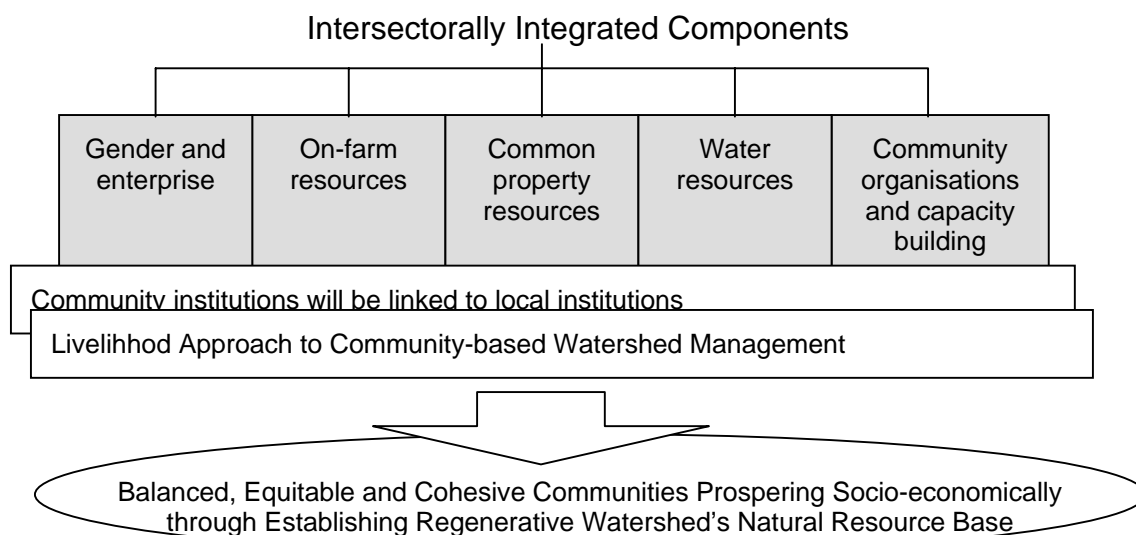 Intersectorally Integrated Components
Gender and
enterprise
On-farm
resources
Common
property
resources
Water
resources
Community
organisations
and capacity
building
Community institutions will be linked to local institutions
Livelihhod Approach to Community-based Watershed Management
Balanced, Equitable and Cohesive Communities Prospering Socio-economically
through Establishing Regenerative Watershed's Natural Resource Base